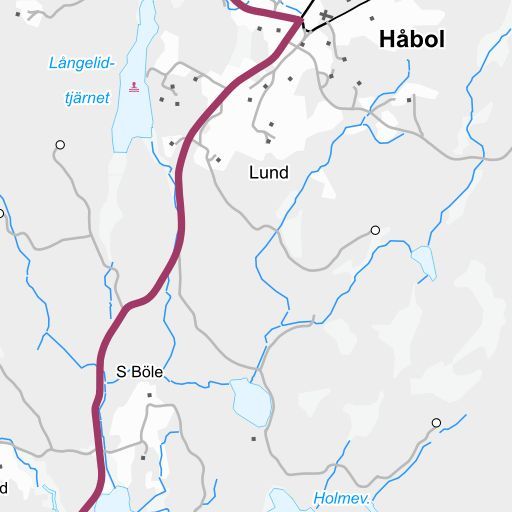 Håbol
Långelid-
tjärnet
Lund
S Böle
d
Holmev.